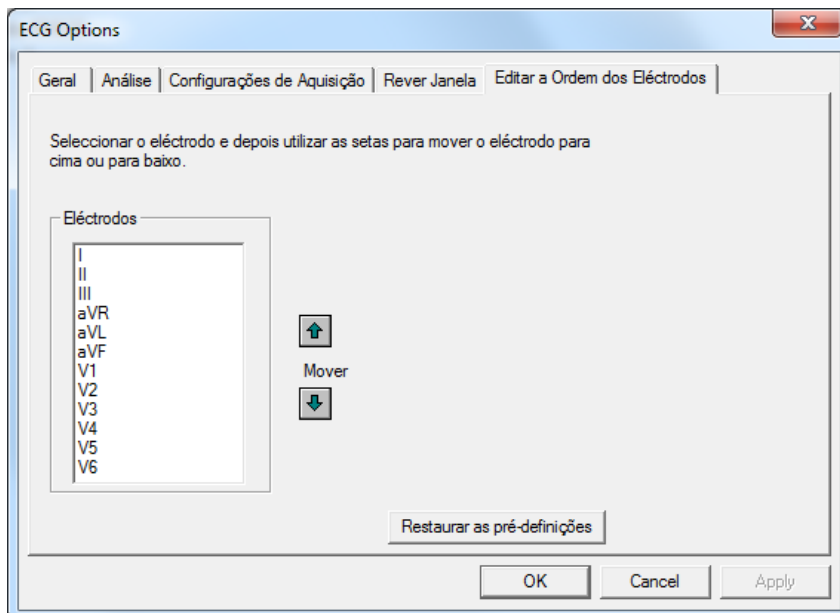 ECG Options
x
Geral
Análise
Configurações de Aquisição
Rever Janela
Editar a Ordem dos Eléctrodos
Seleccionar o eléctrodo e depois utilizar as setas para mover o eléctrodo para
cima ou para baixo.
Eléctrodos
I
II
III
aVR
aVL
aVF
V1
V2
V3
V4
V5
V6
Mover
Restaurar as pré-definições
OK
Cancel
Apply